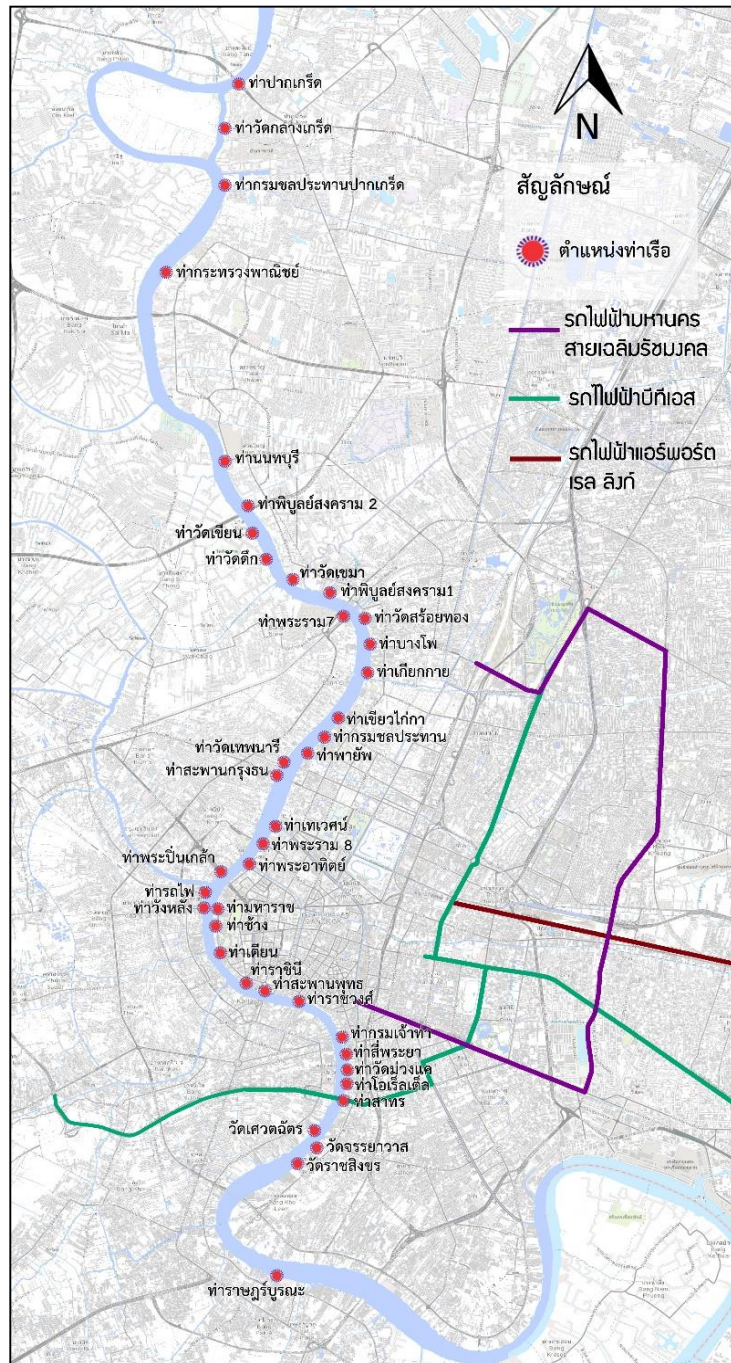 ท่าปากเกร็ด
ท่าวัดกลางเกร็ด
N
ท่ากรมชลประทานปากเกร็ด
สัญลักษณ์
ตำแหน่งท่าเรือ
ท่ากระทรวงพาณิชย์
รถไฟฟ้ามหานคร
สายเฉลิมรัชมงคล
รถไฟฟ้าบีทีเอส
รถไฟฟ้าแอร์พอร์ต
เรล ลิงก์
ท่านนทบุรี
ท่าพิบูลย์สงคราม 2
ท่าวัดเขียน
ท่าวัดตึก
ท่าวัดเขมา
ท่าพิบูลย์สงคราม1
ท่าพระราม7
ท่าวัดสร้อยทอง
ท่าบางโพ
ท่าเกียกกาย
ท่าเขียวไก่กา
ท่ากรมชลประทาน
ท่าพายัพ
ท่าวัดเทพนารี
ท่าสะพานกรุงธน
ท่าเทเวศน์
ท่าพระราม 8
ท่าพระอาทิตย์
ท่าพระปิ่นเกล้า
ท่ารถไฟ
ท่าวังหลัง
ท่ามหาราช
ท่าช้าง
ท่าเตียน
ท่าราชินี
ท่าสะพานพุทธ
ท่าราชวงศ์
ท่ากรมเจ้าท่า
ท่าสี่พระยา
ท่าวัดม่วงแค
ท่าโอเรียลเต็ล
ท่าสาทร
วัดเศวตฉัตร
วัดจรรยาวาส
วัดราชสิงขร
ท่าราษฎร์บูรณะ